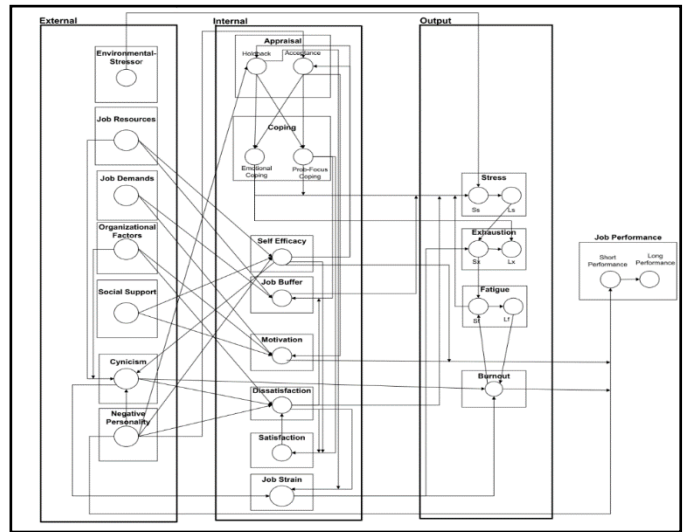 External
Internal
Output
Environmental-
Stressor
Job Resources
Job Demands
Organizational
Factors
Social Support
Cynicism
Negative
Personality
Appraisal
Holdback
Acceptance
Coping
Emotional
Coping
Prob-Focus
Coping
Self Efficacy
Job Buffer
Motivation
Dissatisfaction
Satisfaction
Job Strain
Stress
Ss
Ls
Exhaustion
Sx
Lx
Fatigue
Sf
Lf
Burnout
Job Performance
Short
Performance
Long
Performance